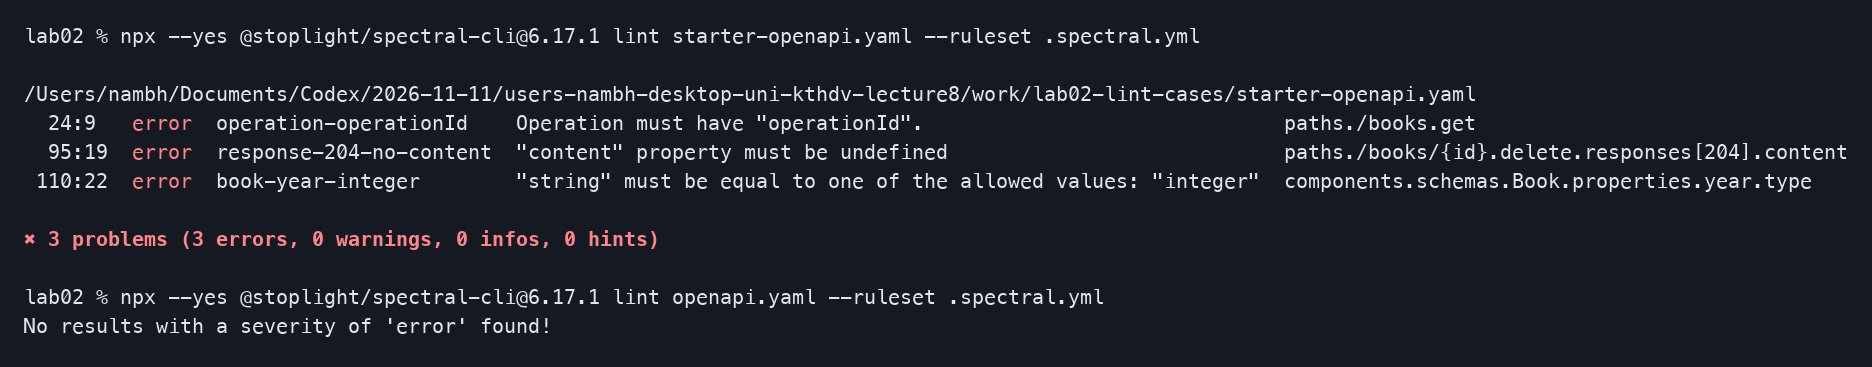 lab02 % npx --yes @stoplight/spectral-cli@6.17.1 lint starter-openapi.yaml --ruleset .spectral.yml
/Users/nambh/Documents/Codex/2026-11-11/users-nambh-desktop-uni-kthdv-lecture8/work/lab02-lint-cases/starter-openapi.yaml
24:9 error operation-operationId Operation must have "operationId". paths./books.get
95:19 error response-204-no-content "content" property must be undefined paths./books/{id}.delete.responses[204].content
110:22 error book-year-integer "string" must be equal to one of the allowed values: "integer" components.schemas.Book.properties.year.type
✖ 3 problems (3 errors, 0 warnings, 0 infos, 0 hints)
lab02 % npx --yes @stoplight/spectral-cli@6.17.1 lint openapi.yaml --ruleset .spectral.yml
No results with a severity of 'error' found!